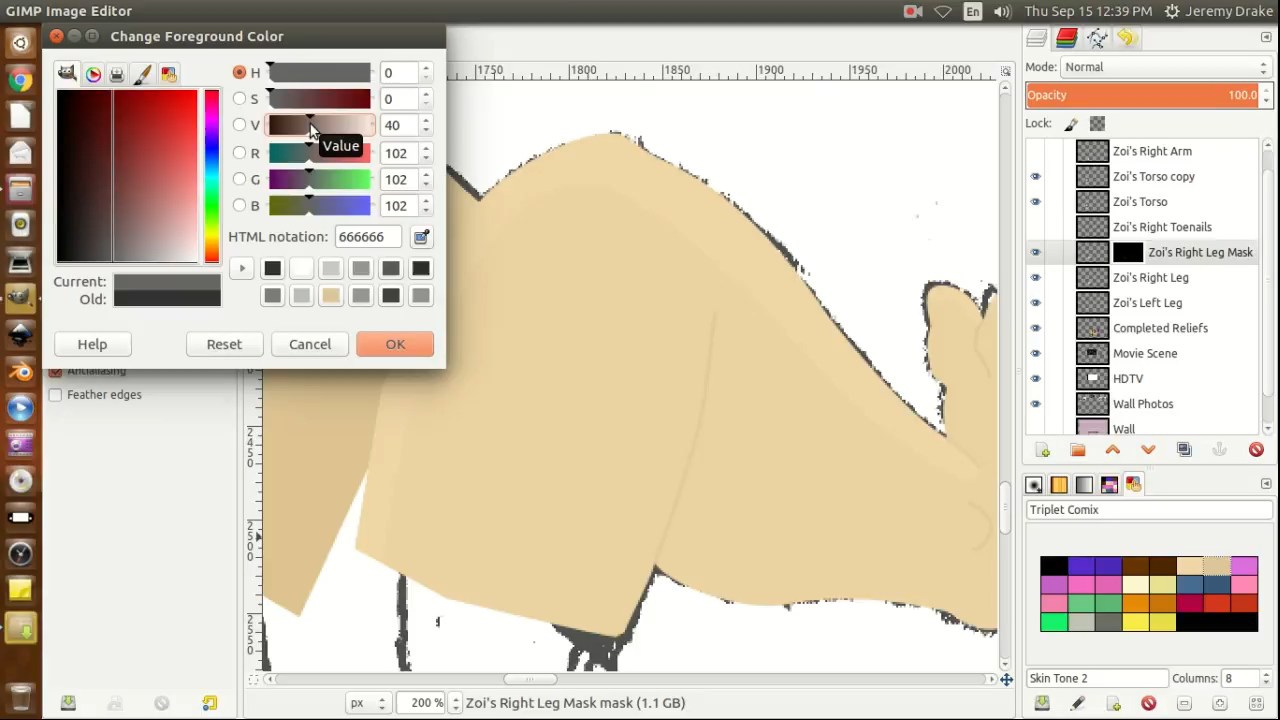 GIMP Image Editor
En
Thu Sep 15 12:39 PM
Jeremy Drake
Change Foreground Color
H 0
S 0
V 40
Value
R 102
G 102
B 102
HTML notation: 666666
Current:
Old:
Help
Reset
Cancel
OK
Antialiasing
Feather edges
1750
1800
1850
1900
1950
2000
2450
2500
2550
px
200 %
Zoi's Right Leg Mask mask (1.1 GB)
Mode: Normal
Opacity 100.0
Lock:
Zoi's Right Arm
Zoi's Torso copy
Zoi's Torso
Zoi's Right Toenails
Zoi's Right Leg Mask
Zoi's Right Leg
Zoi's Left Leg
Completed Reliefs
Movie Scene
HDTV
Wall Photos
Wall
Triplet Comix
Skin Tone 2
Columns: 8